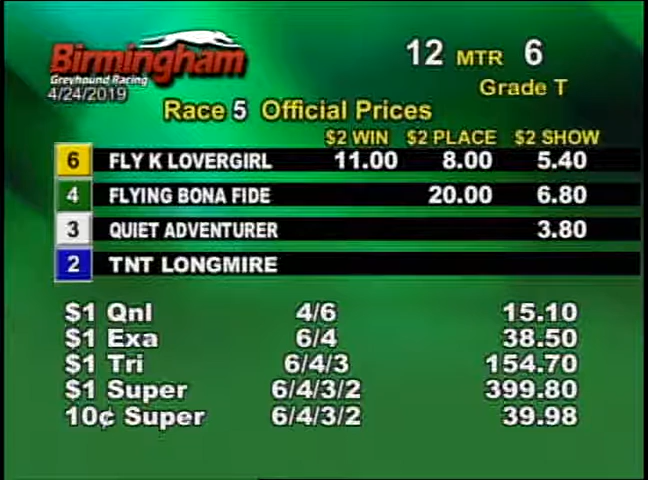 Birmingham
Greyhound Racing
4/24/2019
12 MTR 6
Grade T
Race 5 Official Prices
$2 WIN $2 PLACE $2 SHOW
6 FLY K LOVERGIRL 11.00 8.00 5.40
4 FLYING BONA FIDE 20.00 6.80
3 QUIET ADVENTURER 3.80
2 TNT LONGMIRE
$1 Qnl 4/6 15.10
$1 Exa 6/4 38.50
$1 Tri 6/4/3 154.70
$1 Super 6/4/3/2 399.80
10¢ Super 6/4/3/2 39.98